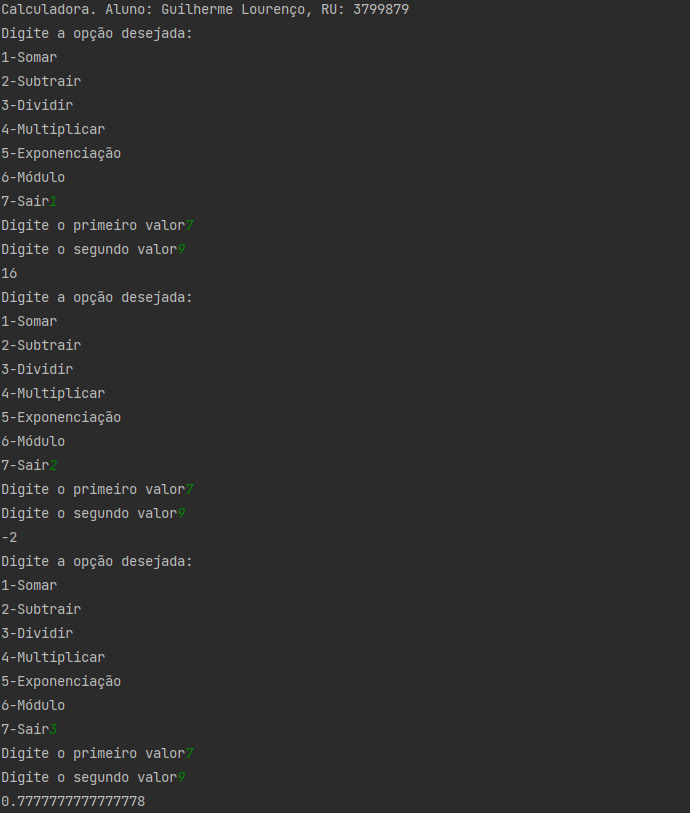 Calculadora. Aluno: Guilherme Lourenço, RU: 3799879
Digite a opção desejada:
1-Somar
2-Subtrair
3-Dividir
4-Multiplicar
5-Exponenciação
6-Módulo
7-Sair1
Digite o primeiro valor7
Digite o segundo valor9
16
Digite a opção desejada:
1-Somar
2-Subtrair
3-Dividir
4-Multiplicar
5-Exponenciação
6-Módulo
7-Sair2
Digite o primeiro valor7
Digite o segundo valor9
-2
Digite a opção desejada:
1-Somar
2-Subtrair
3-Dividir
4-Multiplicar
5-Exponenciação
6-Módulo
7-Sair3
Digite o primeiro valor7
Digite o segundo valor9
0.7777777777777778